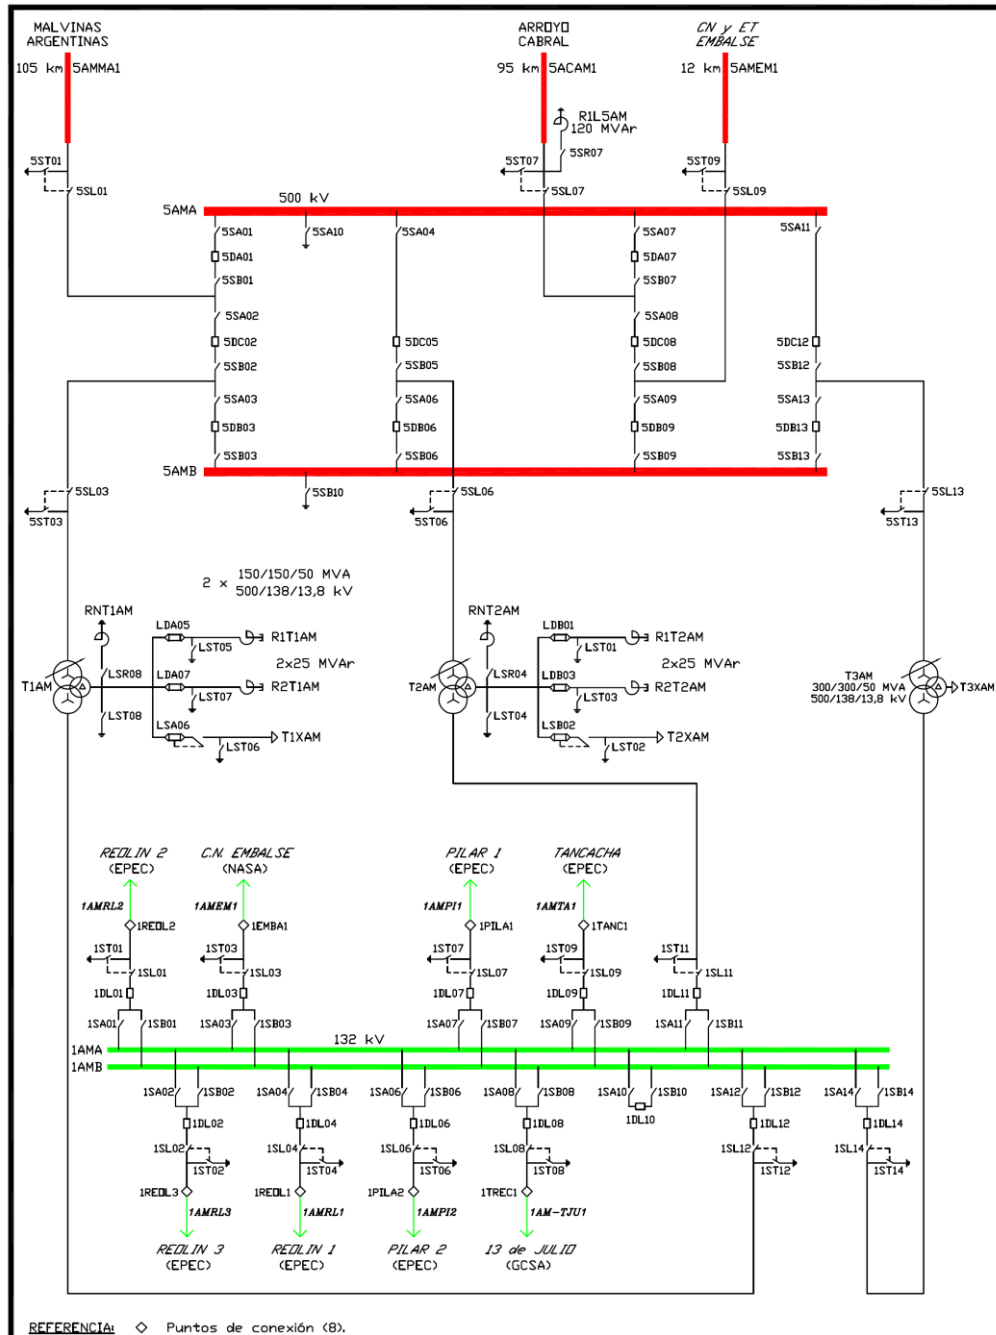 MALVINAS
ARGENTINAS
105 km 5AMMA1
ARROYO
CABRAL
95 km 5ACAM1
CN y ET
EMBALSE
12 km 5AMEM1
R1L5AM
120 MVAr
5SR07
5ST01
5SL01
5ST07
5SL07
5ST09
5SL09
500 kV
5AMA
5SA01
5SA10
5SA04
5SA07
5SA11
5DA01
5DA07
5SB01
5SB07
5SA02
5SA08
5DC02
5DC05
5DC08
5DC12
5SB02
5SB05
5SB08
5SB12
5SA03
5SA06
5SA09
5SA13
5DB03
5DB06
5DB09
5DB13
5SB03
5SB06
5SB09
5SB13
5AMB
5SB10
5SL03
5SL06
5SL13
5ST03
5ST06
5ST13
2 x 150/150/50 MVA
500/138/13,8 kV
RNT1AM
LDA05
R1T1AM
LST05
2x25 MVAr
LSR08
LDA07
R2T1AM
T1AM
LST07
LST08
LSA06
T1XAM
LST06
RNT2AM
LDB01
R1T2AM
LST01
2x25 MVAr
LSR04
LDB03
R2T2AM
T2AM
LST03
LST04
LSB02
T2XAM
LST02
T3AM
300/300/50 MVA
500/138/13,8 kV
T3XAM
REOLIN 2
(EPEC)
C.N. EMBALSE
(NASA)
PILAR 1
(EPEC)
TANCACHA
(EPEC)
1AMRL2
1AMEM1
1AMPI1
1AMTA1
1REOL2
1EMBA1
1PILA1
1TANC1
1ST01
1ST03
1ST07
1ST09
1ST11
1SL01
1SL03
1SL07
1SL09
1SL11
1DL01
1DL03
1DL07
1DL09
1DL11
1SA01
1SB01
1SA03
1SB03
1SA07
1SB07
1SA09
1SB09
1SA11
1SB11
132 kV
1AMA
1AMB
1SA02
1SB02
1SA04
1SB04
1SA06
1SB06
1SA08
1SB08
1SA10
1SB10
1SA12
1SB12
1SA14
1SB14
1DL02
1DL04
1DL06
1DL08
1DL10
1DL12
1DL14
1SL02
1SL04
1SL06
1SL08
1SL12
1SL14
1ST02
1ST04
1ST06
1ST08
1ST12
1ST14
1REOL3
1REOL1
1PILA2
1TREC1
1AMRL3
1AMRL1
1AMPI2
1AM-TJU1
REOLIN 3
(EPEC)
REOLIN 1
(EPEC)
PILAR 2
(EPEC)
13 de JULIO
(GCSA)
REFERENCIA: ◇ Puntos de conexión (8).